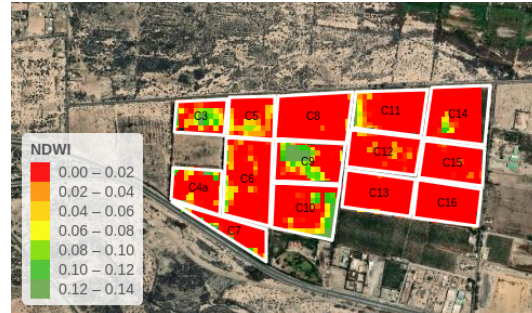 C3
C5
C8
C11
C14
C9
C12
C15
C4a
C6
C10
C13
C16
C7
NDWI
0.00 – 0.02
0.02 – 0.04
0.04 – 0.06
0.06 – 0.08
0.08 – 0.10
0.10 – 0.12
0.12 – 0.14